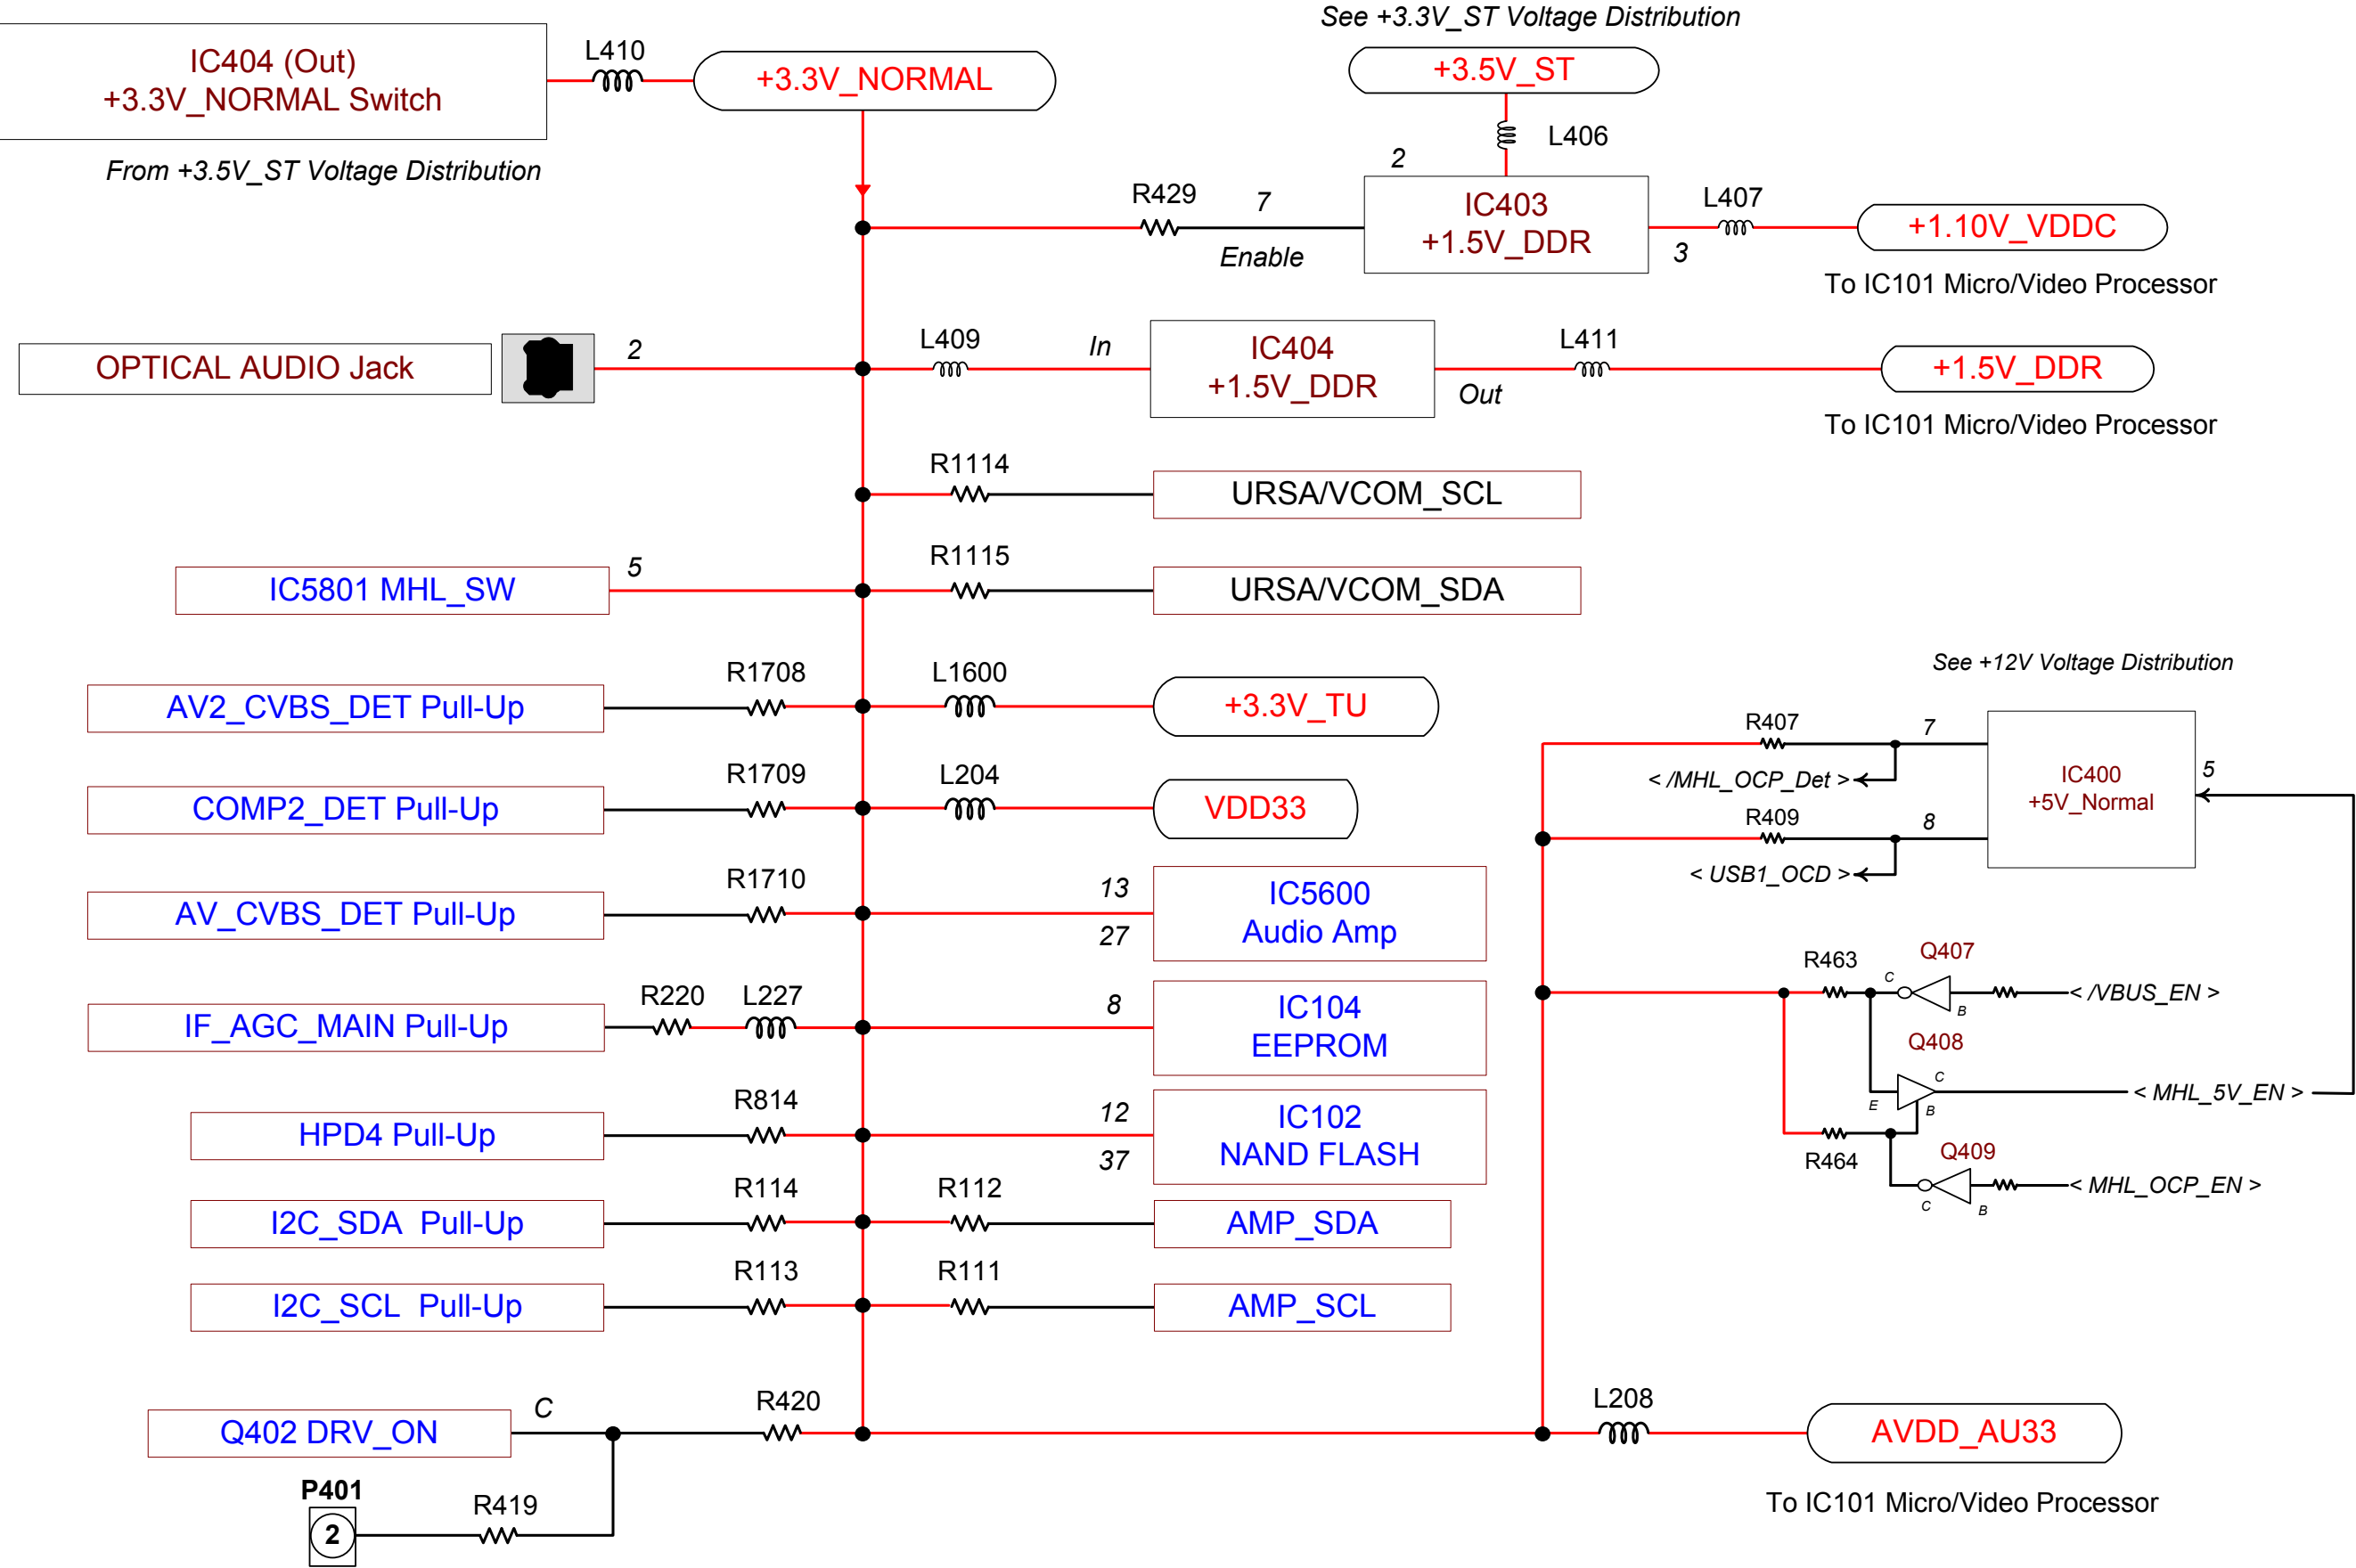 See +3.3V_ST Voltage Distribution
IC404 (Out)
+3.3V_NORMAL Switch
L410
+3.3V_NORMAL
+3.5V_ST
From +3.5V_ST Voltage Distribution
L406
2
R429
7
Enable
IC403
+1.5V_DDR
L407
3
+1.10V_VDDC
To IC101 Micro/Video Processor
OPTICAL AUDIO Jack
2
L409
In
IC404
+1.5V_DDR
Out
L411
+1.5V_DDR
To IC101 Micro/Video Processor
R1114
URSA/VCOM_SCL
IC5801 MHL_SW
5
R1115
URSA/VCOM_SDA
AV2_CVBS_DET Pull-Up
R1708
L1600
+3.3V_TU
COMP2_DET Pull-Up
R1709
L204
VDD33
AV_CVBS_DET Pull-Up
R1710
13
27
IC5600
Audio Amp
IF_AGC_MAIN Pull-Up
R220
L227
8
IC104
EEPROM
HPD4 Pull-Up
R814
12
37
IC102
NAND FLASH
I2C_SDA Pull-Up
R114
R112
AMP_SDA
I2C_SCL Pull-Up
R113
R111
AMP_SCL
See +12V Voltage Distribution
R407
7
< /MHL_OCP_Det >
IC400
+5V_Normal
5
R409
8
< USB1_OCD >
R463
Q407
C
B
< /VBUS_EN >
Q408
C
E
B
< MHL_5V_EN >
R464
Q409
C
B
< MHL_OCP_EN >
Q402 DRV_ON
C
R420
L208
AVDD_AU33
To IC101 Micro/Video Processor
P401
2
R419